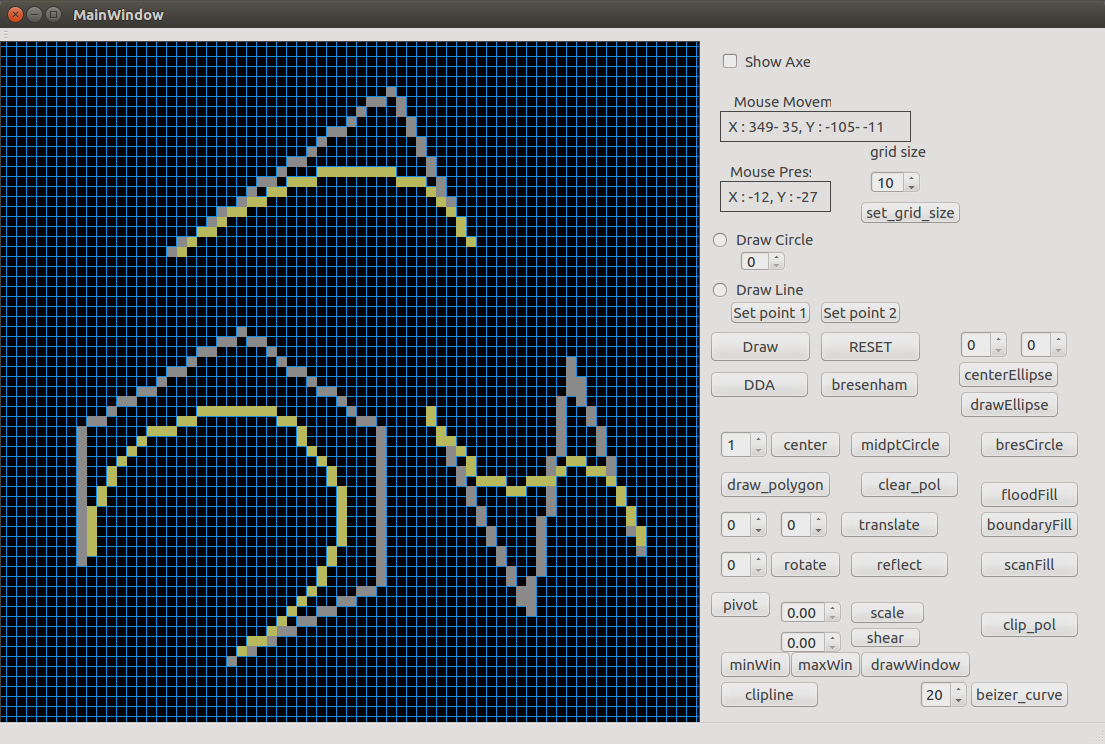 MainWindow
Show Axe
Mouse Movem
X : 349- 35, Y : -105- -11
grid size
Mouse Press
10
X : -12, Y : -27
set_grid_size
Draw Circle
0
Draw Line
Set point 1 Set point 2
Draw RESET 0 0
centerEllipse
DDA bresenham
drawEllipse
1 center midptCircle bresCircle
draw_polygon clear_pol
floodFill
0 0 translate boundaryFill
0 rotate reflect scanFill
pivot
0.00 scale
clip_pol
0.00 shear
minWin maxWin drawWindow
clipline 20 beizer_curve